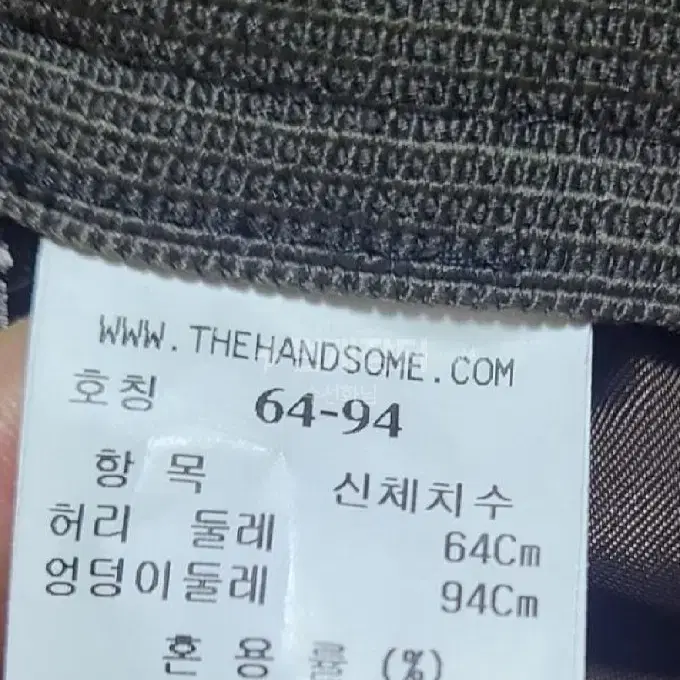 WWW.THEHANDSOME.COM
호칭 64-94
항 목 신체치수
허리 둘레 64Cm
엉덩이둘레 94Cm
혼 용 률 (%)